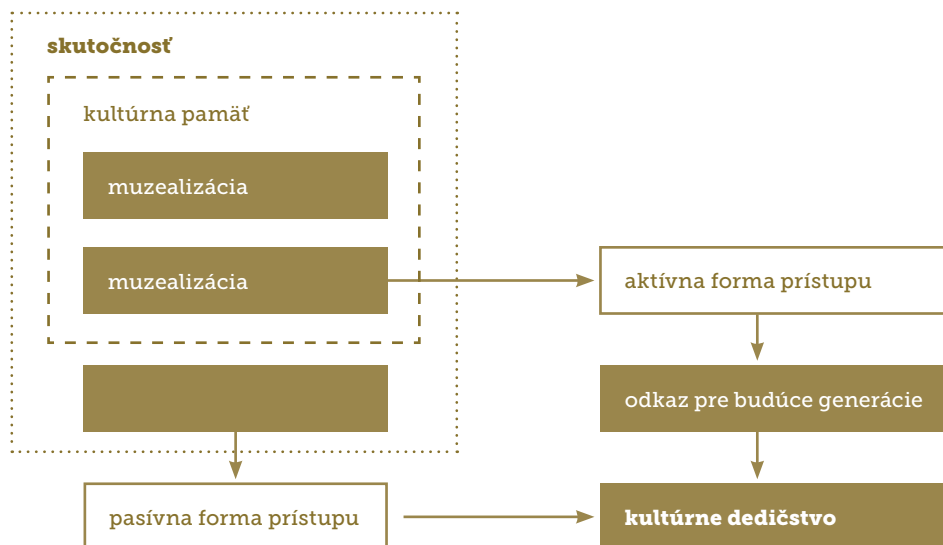 skutočnosť
kultúrna pamäť
muzealizácia
muzealizácia
aktívna forma prístupu
odkaz pre budúce generácie
pasívna forma prístupu
kultúrne dedičstvo